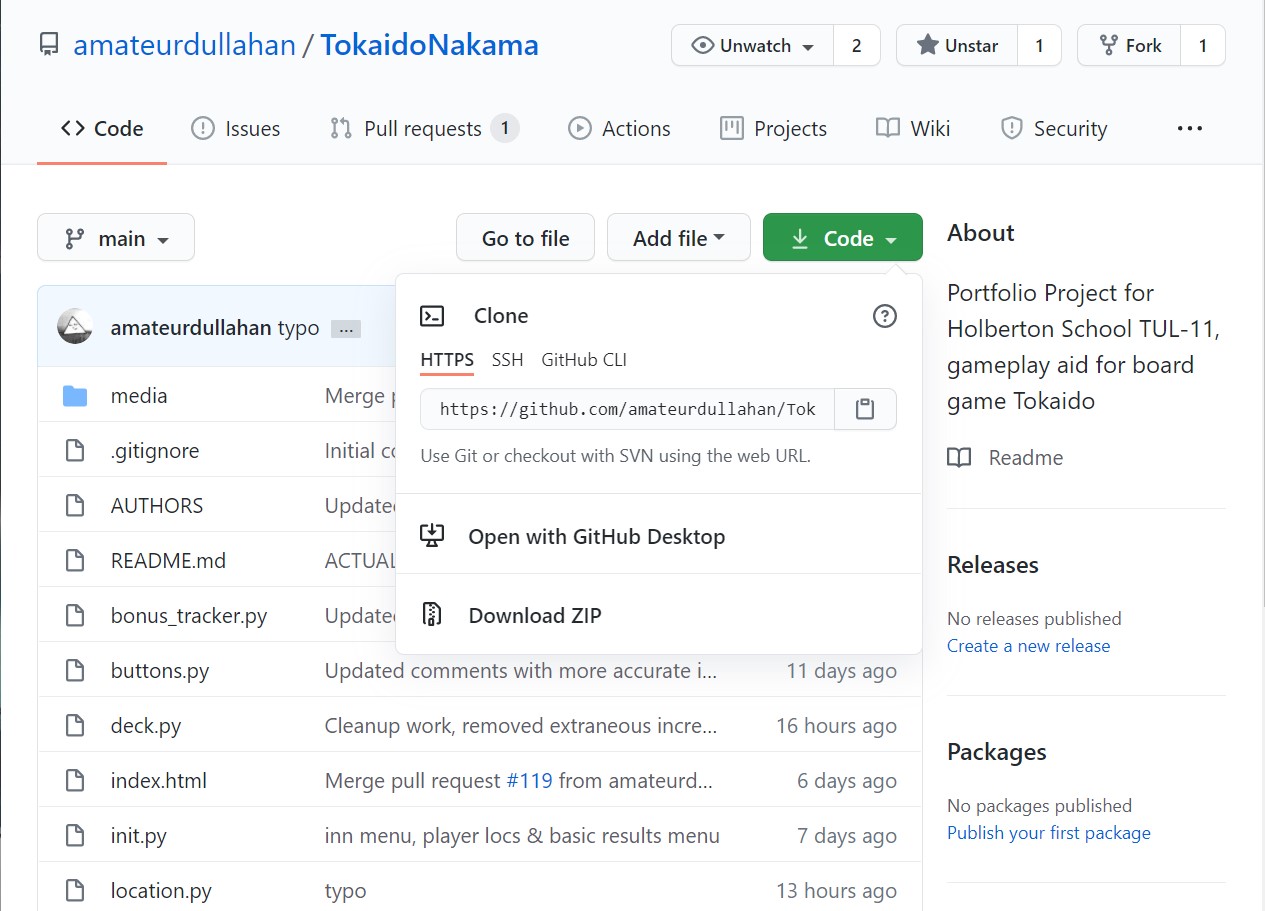 amateurdullahan / TokaidoNakama
Unwatch 2
Unstar 1
Fork 1
Code
Issues
Pull requests 1
Actions
Projects
Wiki
Security
...
main
Go to file
Add file
Code
amateurdullahan typo ...
media Merge
.gitignore Initial
AUTHORS
README.md
bonus_tracker.py
buttons.py Updated comments with more accurate i... 11 days ago
deck.py Cleanup work, removed extraneous incre... 16 hours ago
index.html Merge pull request #119 from amateurd... 6 days ago
init.py inn menu, player locs & basic results menu 7 days ago
location.py typo 13 hours ago
Clone
HTTPS SSH GitHub CLI
https://github.com/amateurdullahan/Tok
Use Git or checkout with SVN using the web URL.
Open with GitHub Desktop
Download ZIP
About
Portfolio Project for
Holberton School TUL-11,
gameplay aid for board
game Tokaido
Readme
Releases
No releases published
Create a new release
Packages
No packages published
Publish your first package